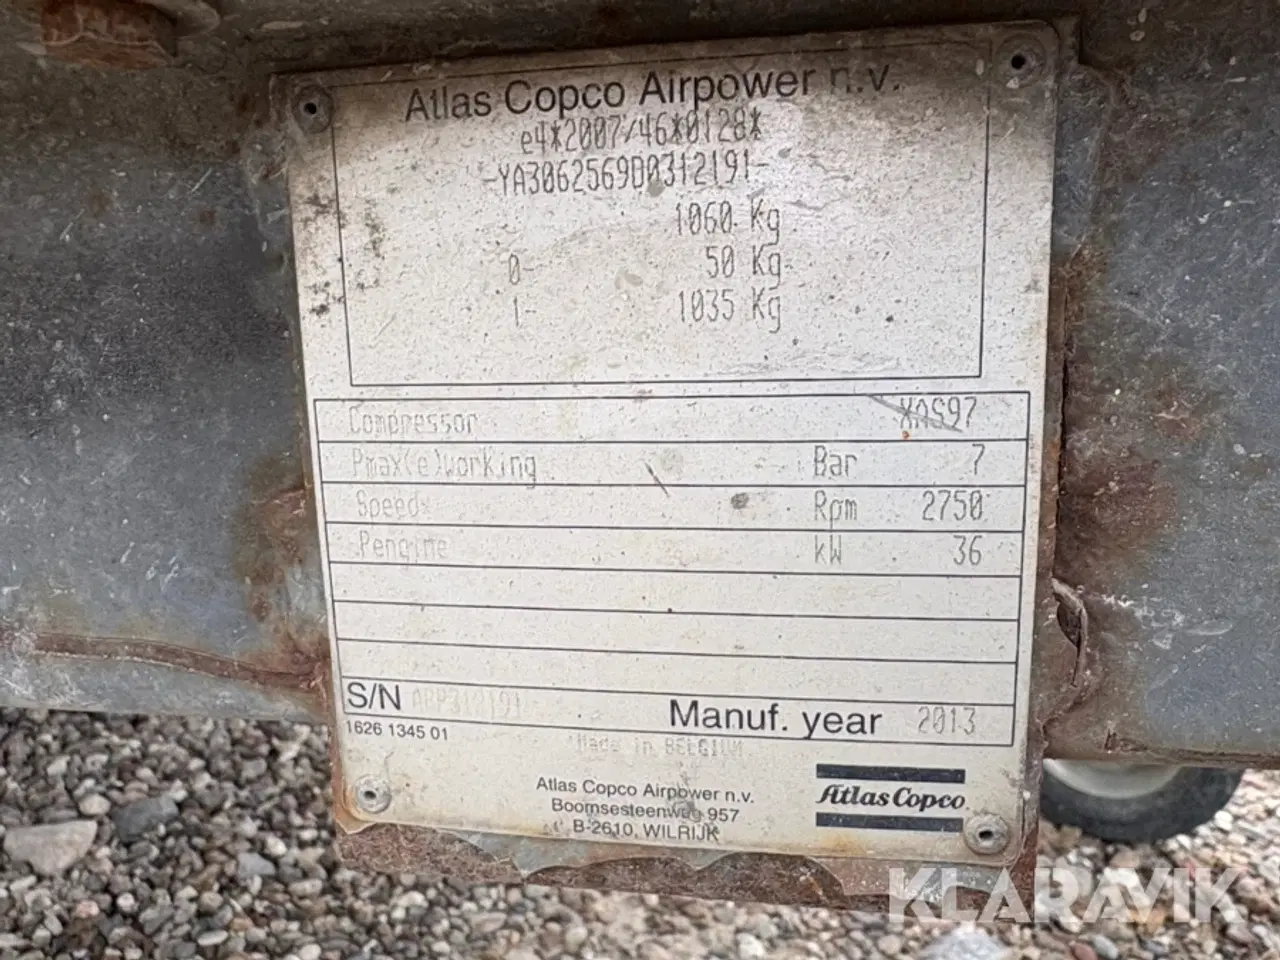 Atlas Copco Airpower n.v.
e4*2007/46*0128*
-YA3062569D0312191-
1060 Kg
0- 50 Kg
1- 1035 Kg
Compressor XAS97
Pmax(e)working Bar 7
Speed Rpm 2750
Pengine kW 36
S/N APP312191 Manuf. year 2013
1626 1345 01
Made in BELGIUM
Atlas Copco Airpower n.v.
Boomsesteenweg 957
B-2610, WILRIJK
Atlas Copco
KLARAVIK